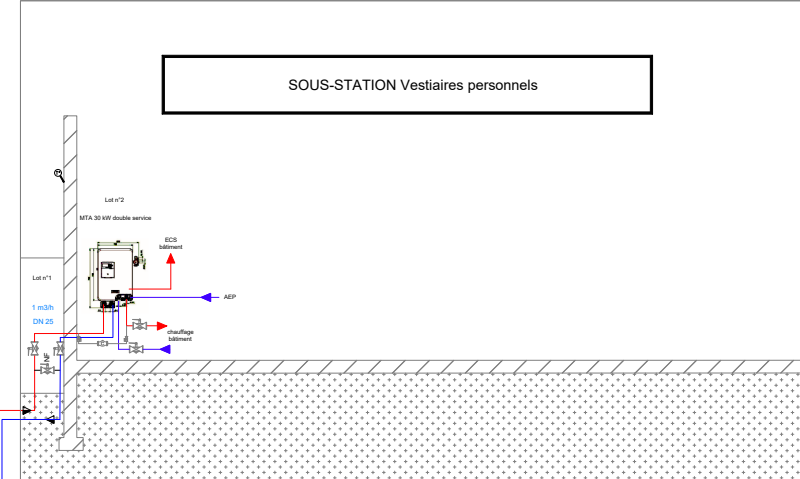 SOUS-STATION Vestiaires personnels
Lot n°2
MTA 30 kW double service
ECS
bâtiment
Lot n°1
AEP
1 m3/h
DN 25
chauffage
bâtiment
NF